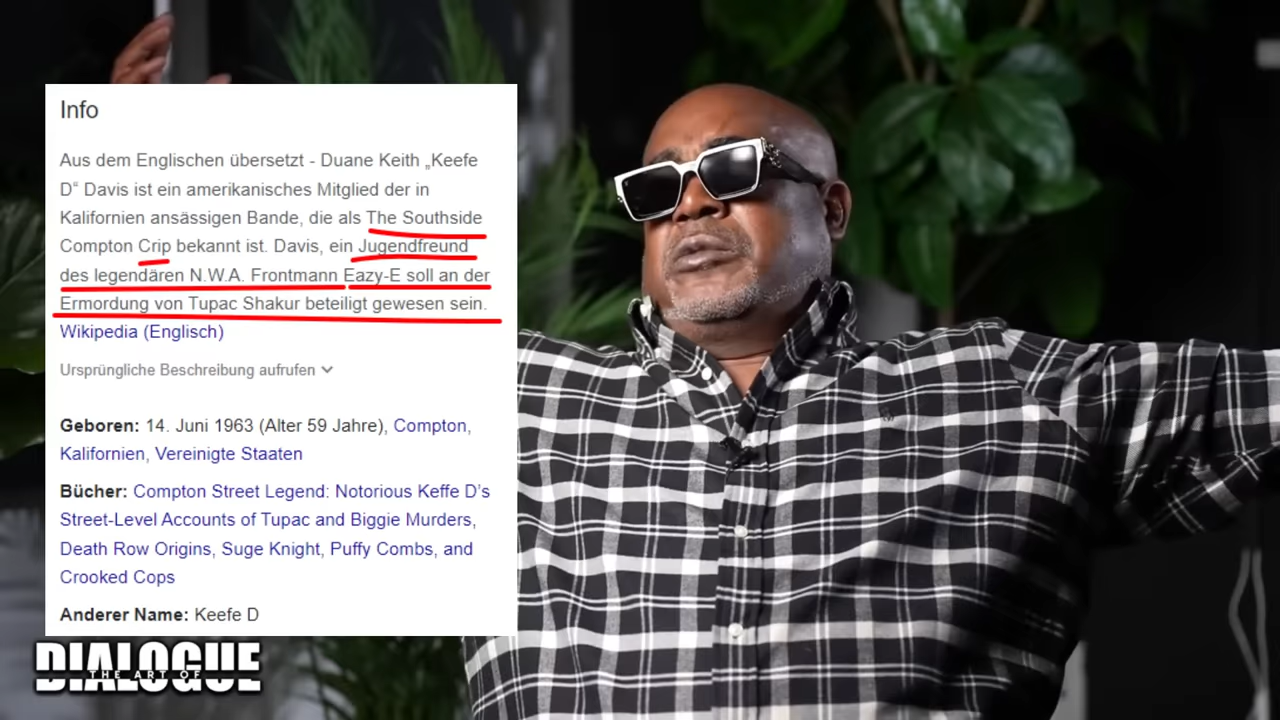 Info
Aus dem Englischen übersetzt - Duane Keith „Keefe
D“ Davis ist ein amerikanisches Mitglied der in
Kalifornien ansässigen Bande, die als The Southside
Compton Crip bekannt ist. Davis, ein Jugendfreund
des legendären N.W.A. Frontmann Eazy-E soll an der
Ermordung von Tupac Shakur beteiligt gewesen sein.
Wikipedia (Englisch)
Ursprüngliche Beschreibung aufrufen
Geboren: 14. Juni 1963 (Alter 59 Jahre), Compton,
Kalifornien, Vereinigte Staaten
Bücher: Compton Street Legend: Notorious Keffe D’s
Street-Level Accounts of Tupac and Biggie Murders,
Death Row Origins, Suge Knight, Puffy Combs, and
Crooked Cops
Anderer Name: Keefe D
DIALOGUE
THE ART OF